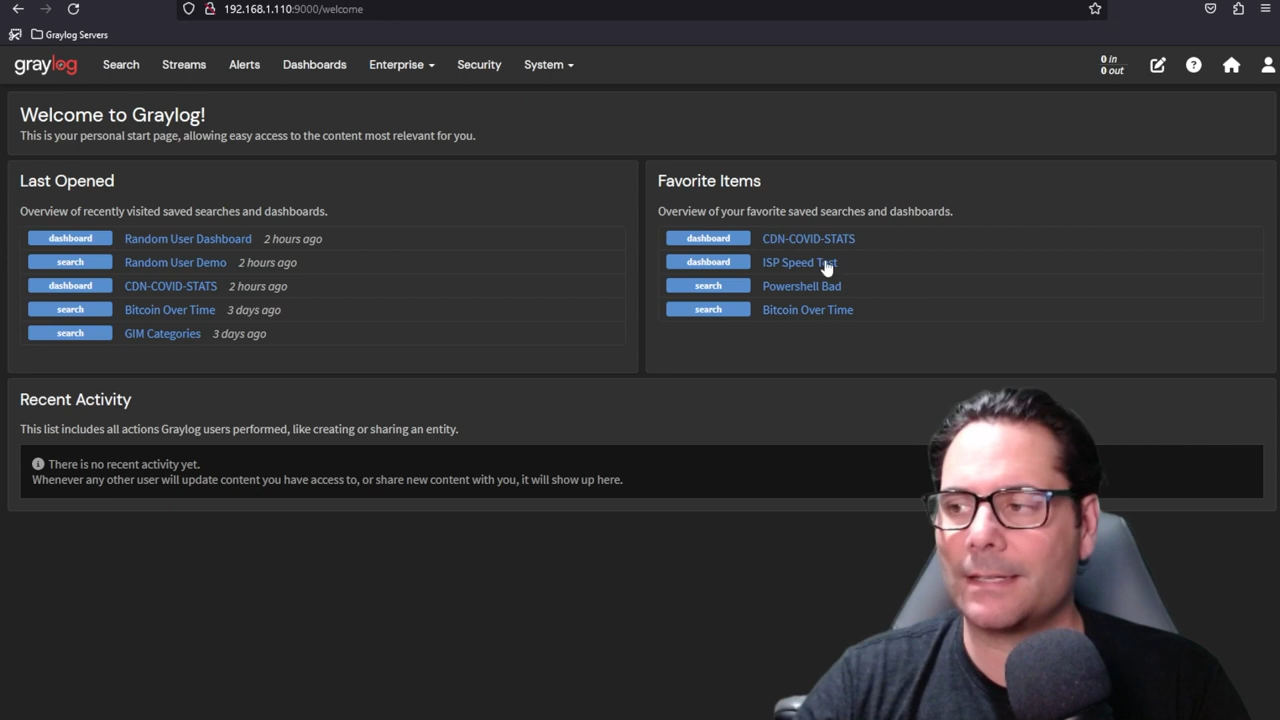 192.168.1.110:9000/welcome
Graylog Servers
graylog
Search
Streams
Alerts
Dashboards
Enterprise
Security
System
0 in
0 out
Welcome to Graylog!
This is your personal start page, allowing easy access to the content most relevant for you.
Last Opened
Overview of recently visited saved searches and dashboards.
dashboard Random User Dashboard 2 hours ago
search Random User Demo 2 hours ago
dashboard CDN-COVID-STATS 2 hours ago
search Bitcoin Over Time 3 days ago
search GIM Categories 3 days ago
Favorite Items
Overview of your favorite saved searches and dashboards.
dashboard CDN-COVID-STATS
dashboard ISP Speed Test
search Powershell Bad
search Bitcoin Over Time
Recent Activity
This list includes all actions Graylog users performed, like creating or sharing an entity.
There is no recent activity yet.
Whenever any other user will update content you have access to, or share new content with you, it will show up here.